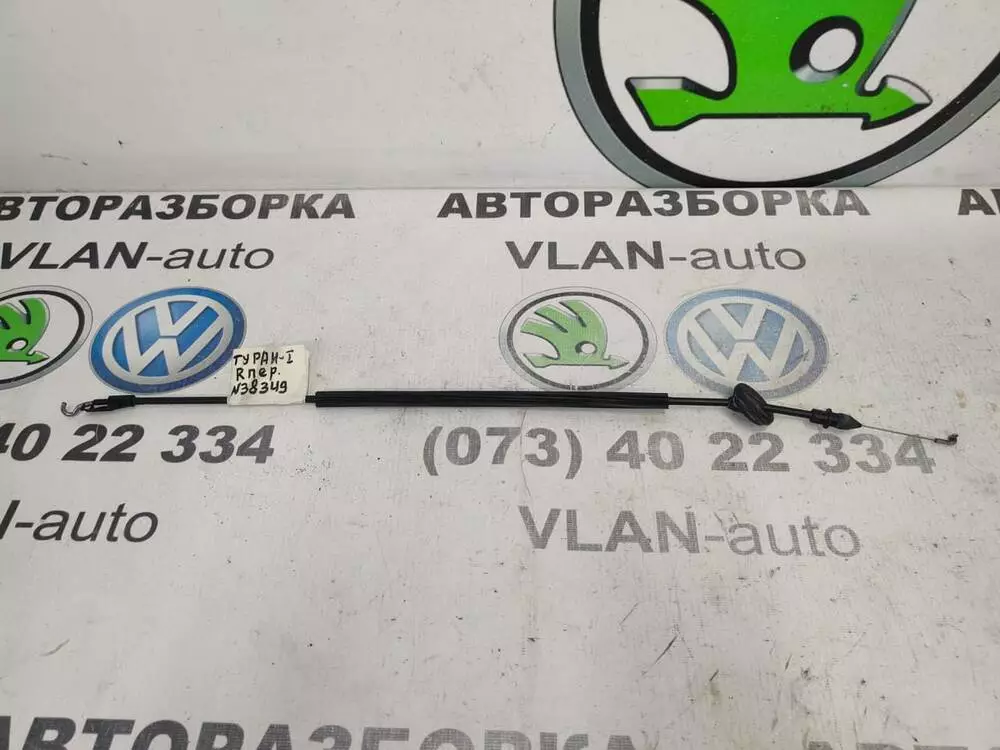 ВТОРАЗБОРКА
АВТОРАЗБОРКА
А
VLAN-auto
VLAN-auto
ТУРАН-I
R пер.
N38349
40 22 334
(073) 40 22 334
-auto
VLAN-auto
АВТОРАЗБОРКА